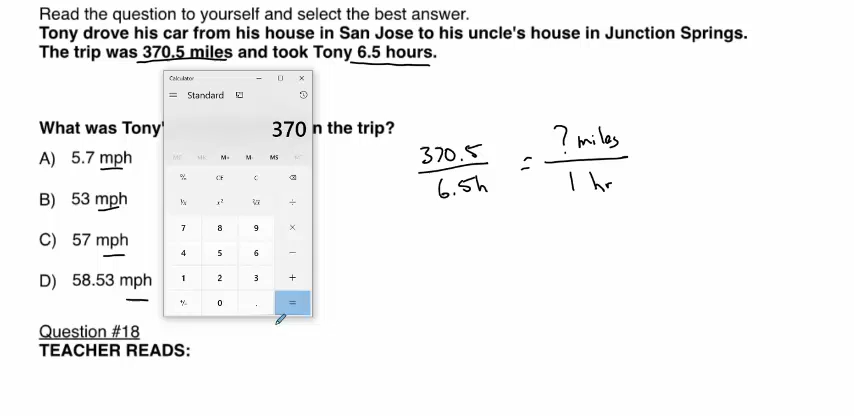 Read the question to yourself and select the best answer.
Tony drove his car from his house in San Jose to his uncle's house in Junction Springs.
The trip was 370.5 miles and took Tony 6.5 hours.
Calculator
Standard
370
What was Tony' n the trip?
M+ M- MS
% CE C
x²
7 8 9 ×
4 5 6 −
1 2 3 +
+/- 0 . =
A) 5.7 mph
B) 53 mph
C) 57 mph
D) 58.53 mph
370.5 / 6.5h = ? miles / 1 hr
Question #18
TEACHER READS: